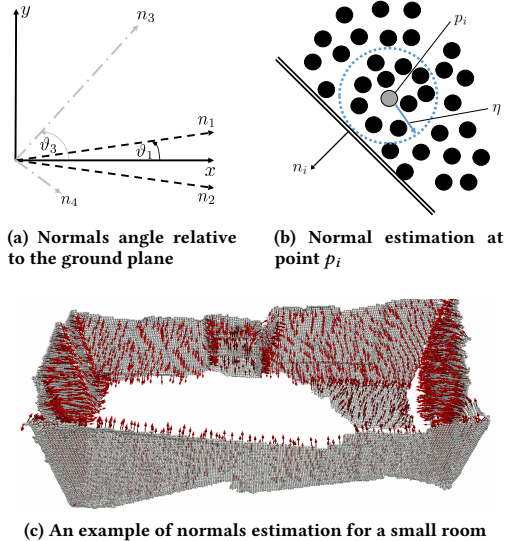 y
n₃
n₁
ϑ₃
ϑ₁
x
n₂
n₄
pᵢ
η
nᵢ
(a) Normals angle relative
to the ground plane
(b) Normal estimation at
point pᵢ
(c) An example of normals estimation for a small room